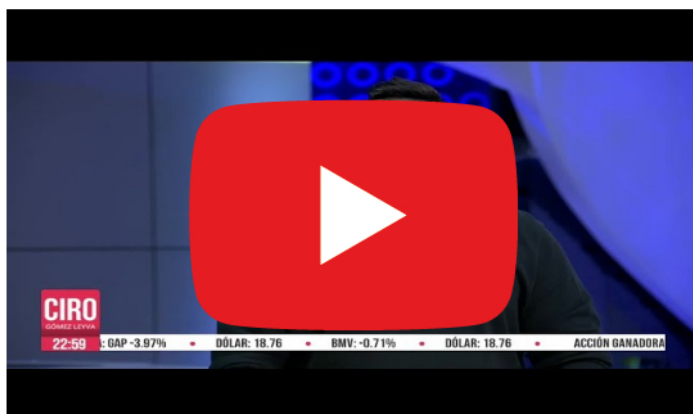 CIRO
GÓMEZ LEYVA
22:59 : GAP -3.97% • DÓLAR: 18.76 • BMV: -0.71% • DÓLAR: 18.76 • ACCIÓN GANADORA